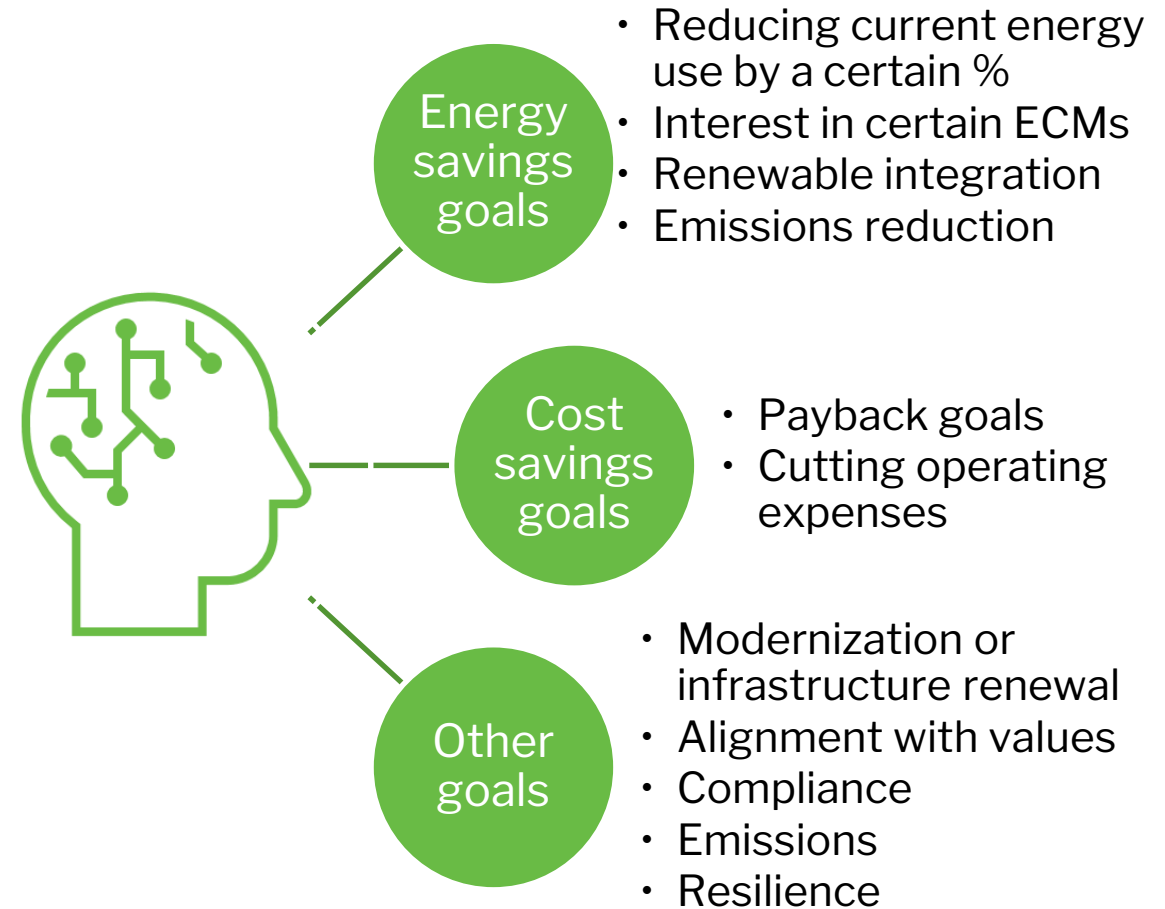 Energy
savings
goals
• Reducing current energy
use by a certain %
• Interest in certain ECMs
• Renewable integration
• Emissions reduction
Cost
savings
goals
• Payback goals
• Cutting operating
expenses
Other
goals
• Modernization or
infrastructure renewal
• Alignment with values
• Compliance
• Emissions
• Resilience